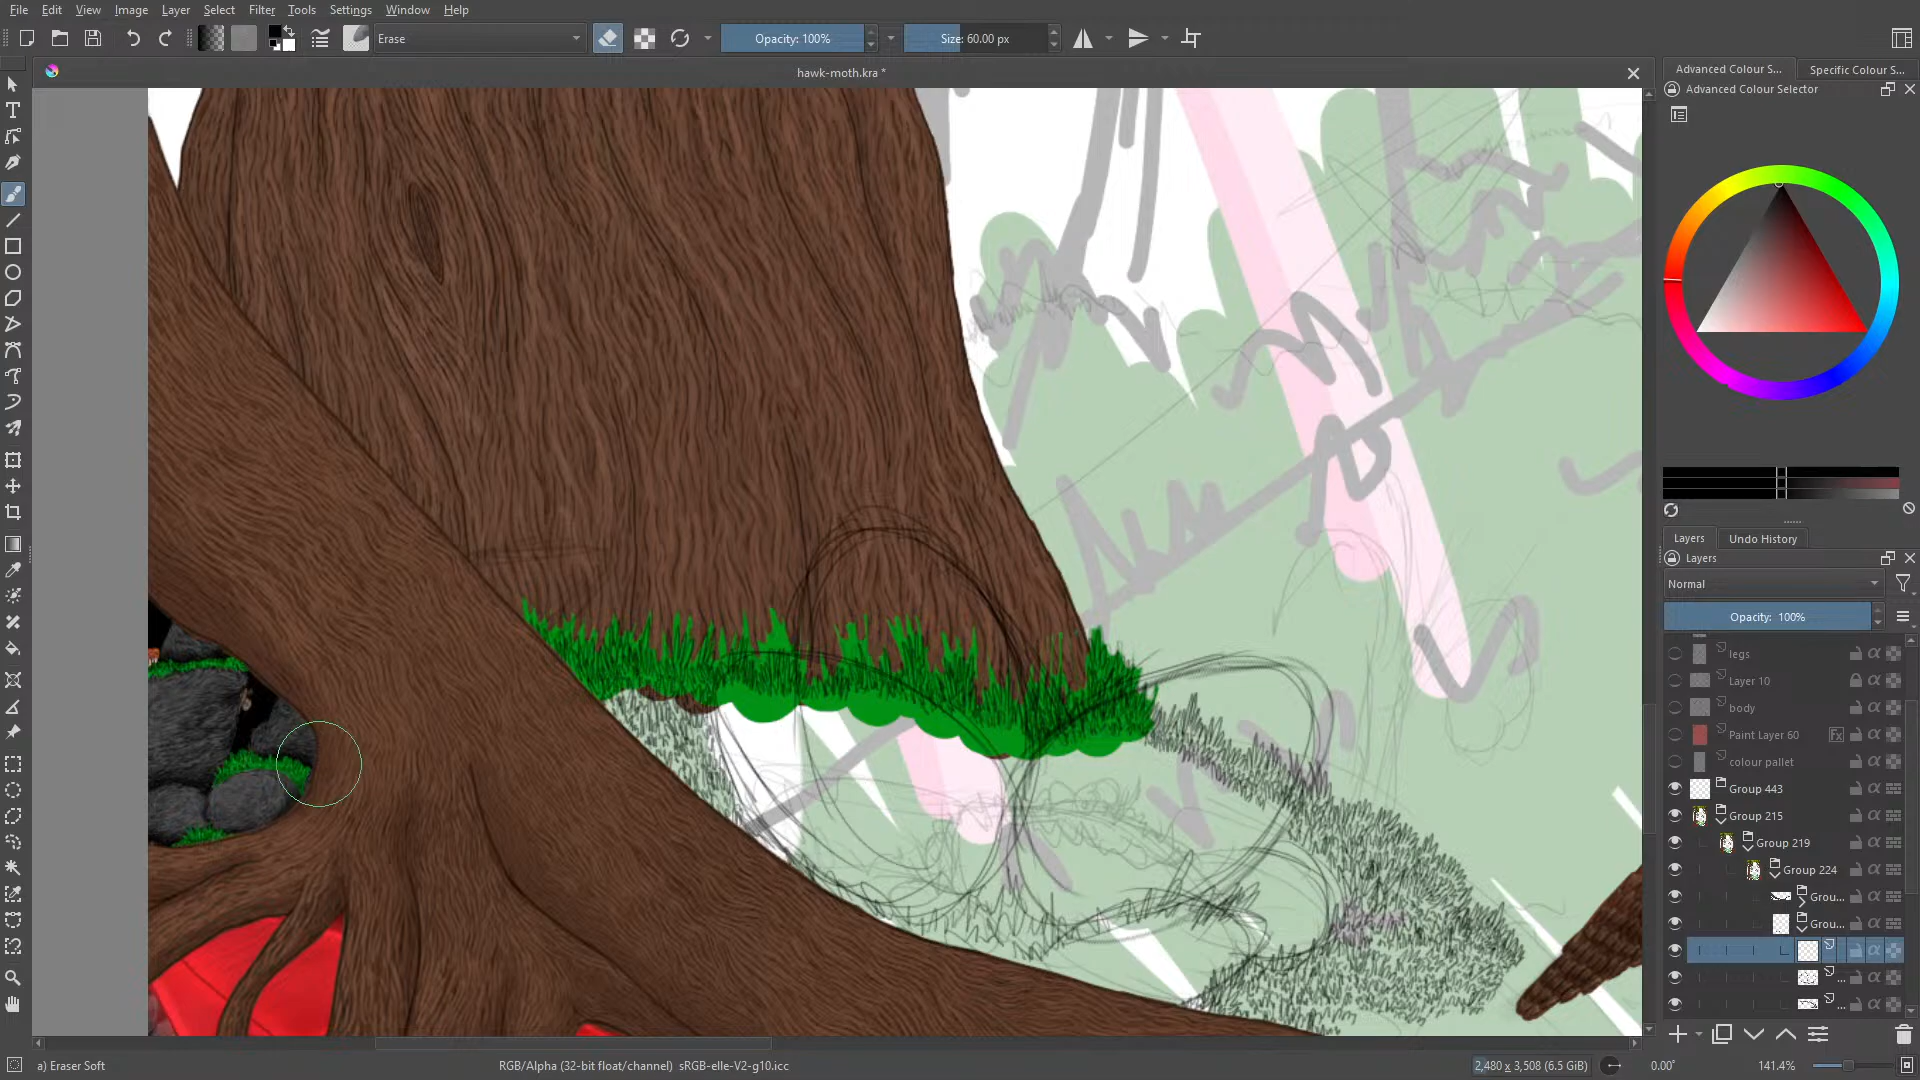 File Edit View Image Layer Select Filter Tools Settings Window Help
Erase Opacity: 100% Size: 60.00 px
hawk-moth.kra *
Advanced Colour S... Specific Colour S...
Advanced Colour Selector
Layers Undo History
Layers
Normal
Opacity: 100%
legs
Layer 10
body
Paint Layer 60
colour pallet
Group 443
Group 215
Group 219
Group 224
Grou...
Grou...
...
...
a) Eraser Soft RGB/Alpha (32-bit float/channel) sRGB-elle-V2-g10.icc 2,480 x 3,508 (6.5 GiB) 0.00° 141.4%